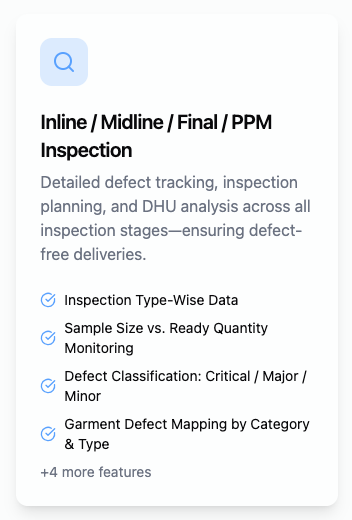 Inline / Midline / Final / PPM
Inspection
Detailed defect tracking, inspection
planning, and DHU analysis across all
inspection stages—ensuring defect-
free deliveries.
Inspection Type-Wise Data
Sample Size vs. Ready Quantity
Monitoring
Defect Classification: Critical / Major /
Minor
Garment Defect Mapping by Category
& Type
+4 more features